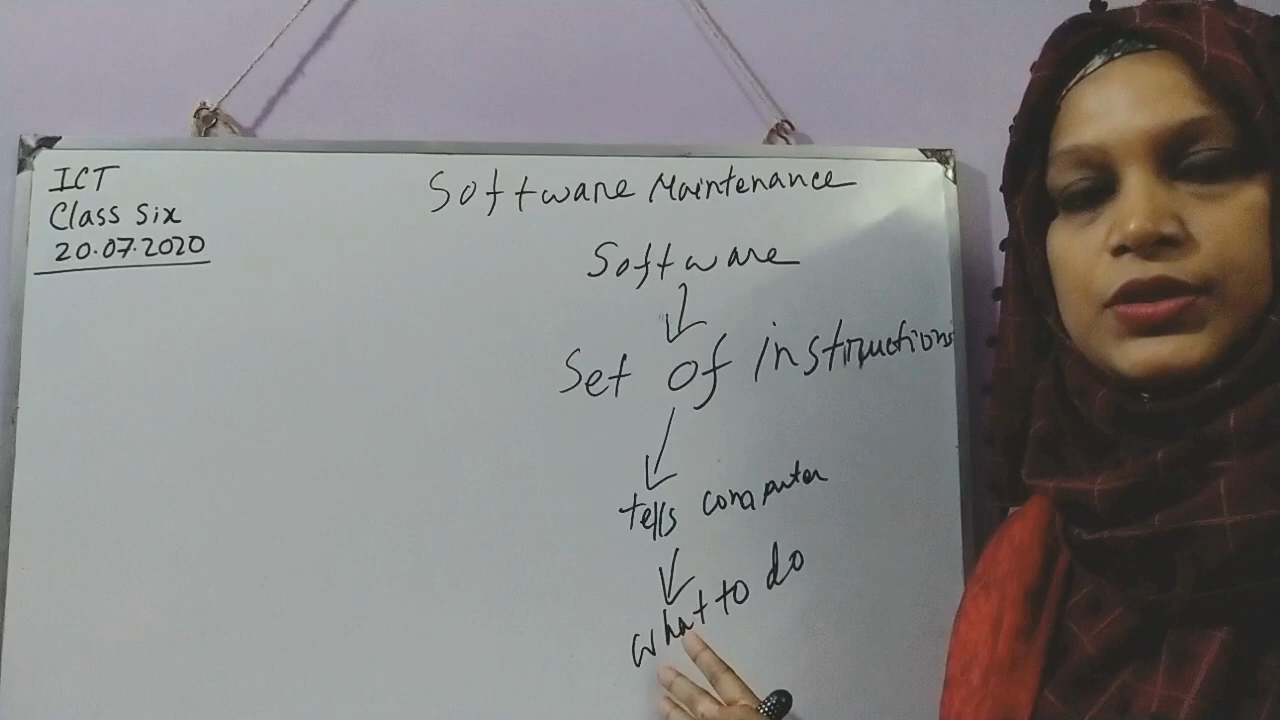 ICT
Class Six
20.07.2020
Software Maintenance
Software
Set of instructions
tells computer
what to do